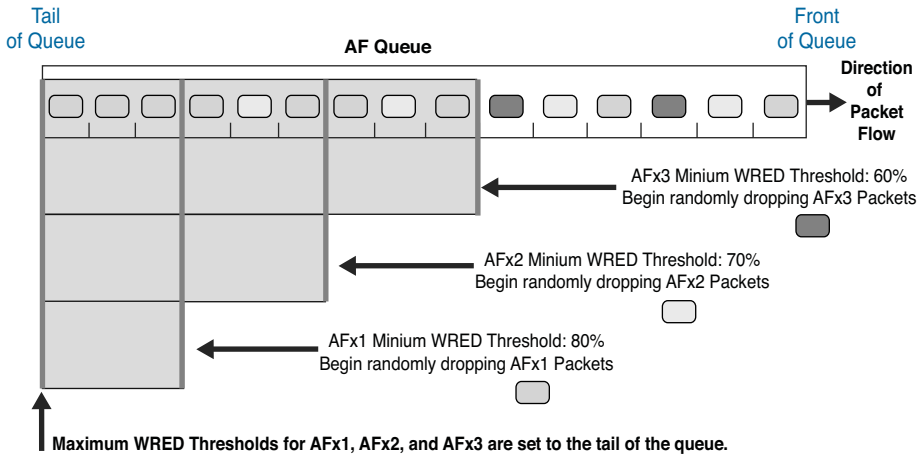 Tail
of Queue
AF Queue
Front
of Queue
Direction
of
Packet
Flow
AFx3 Minium WRED Threshold: 60%
Begin randomly dropping AFx3 Packets
AFx2 Minium WRED Threshold: 70%
Begin randomly dropping AFx2 Packets
AFx1 Minium WRED Threshold: 80%
Begin randomly dropping AFx1 Packets
Maximum WRED Thresholds for AFx1, AFx2, and AFx3 are set to the tail of the queue.